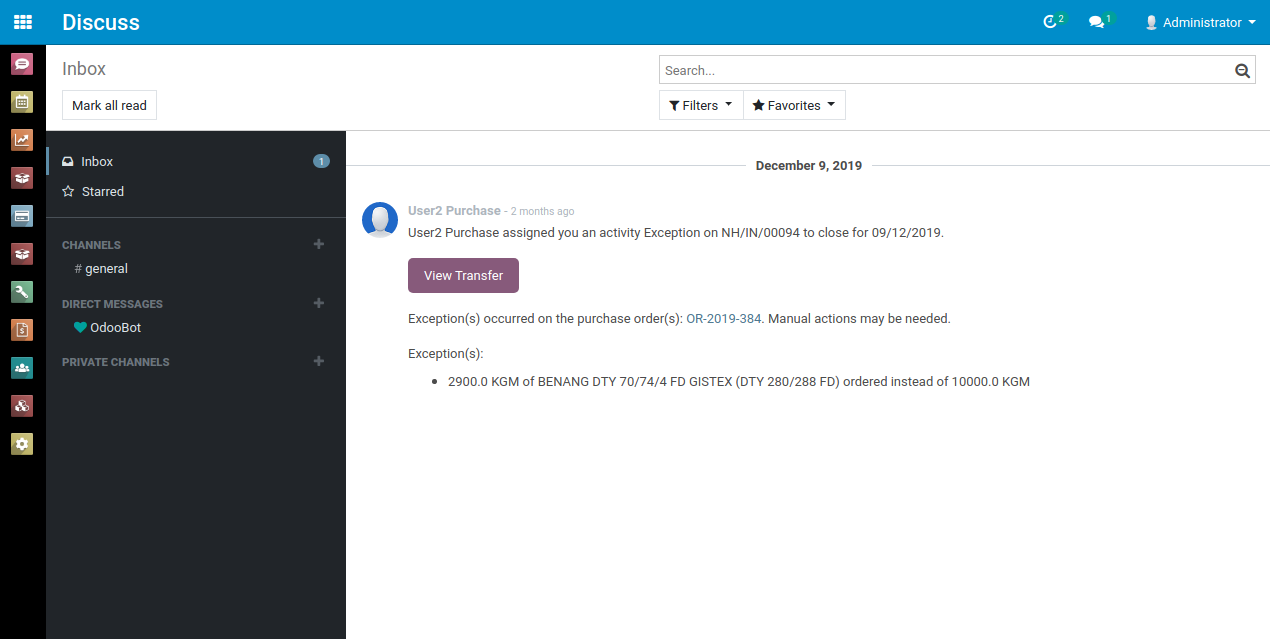 Discuss
2
1
Administrator
Inbox
Search...
Mark all read
Filters
Favorites
Inbox
1
Starred
December 9, 2019
User2 Purchase - 2 months ago
User2 Purchase assigned you an activity Exception on NH/IN/00094 to close for 09/12/2019.
CHANNELS
# general
View Transfer
DIRECT MESSAGES
OdooBot
Exception(s) occurred on the purchase order(s): OR-2019-384. Manual actions may be needed.
PRIVATE CHANNELS
Exception(s):
2900.0 KGM of BENANG DTY 70/74/4 FD GISTEX (DTY 280/288 FD) ordered instead of 10000.0 KGM